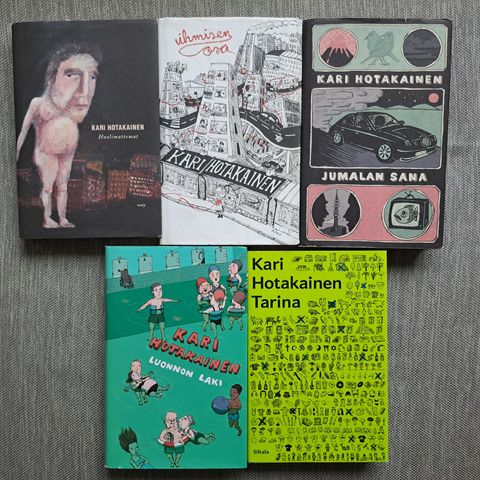 KARI HOTAKAINEN
Huolimattomat
ihmisen
osa
KARI HOTAKAINEN
KARI HOTAKAINEN
JUMALAN SANA
KARI
HOTAKAINEN
LUONNON LAKI
Kari
Hotakainen
Tarina
Siltala